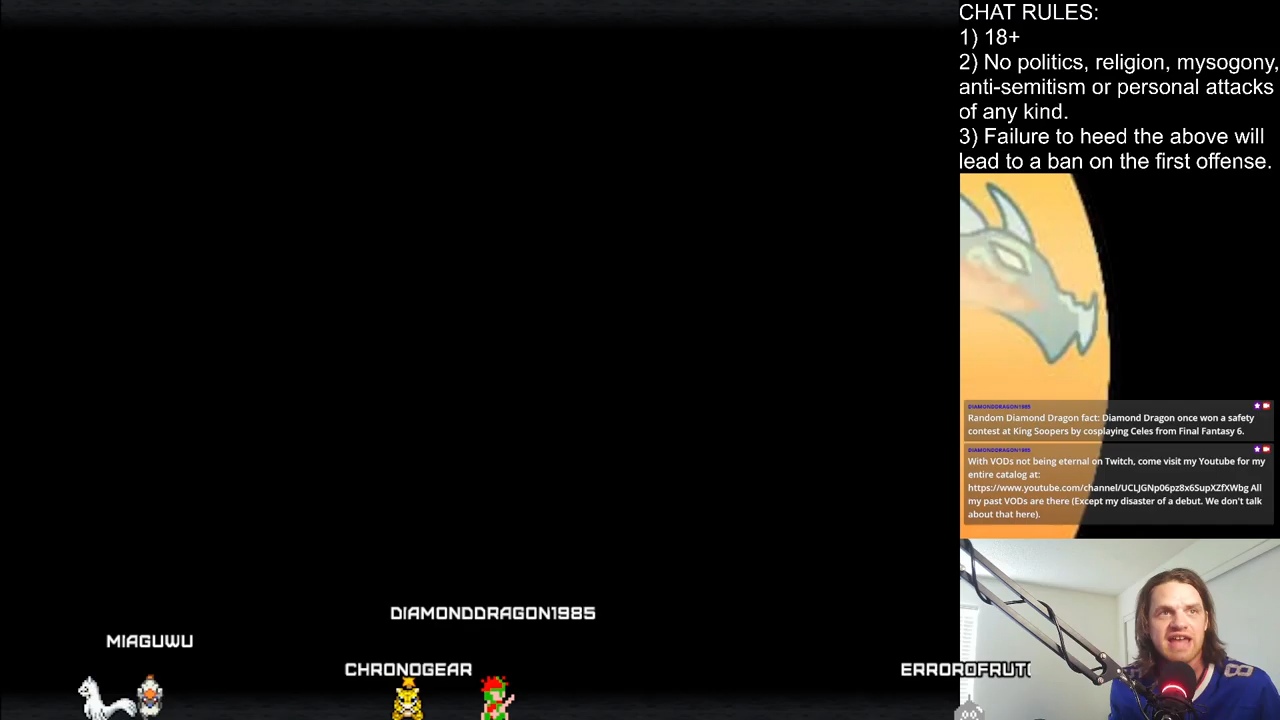 CHAT RULES:
1) 18+
2) No politics, religion, mysogony,
anti-semitism or personal attacks
of any kind.
3) Failure to heed the above will
lead to a ban on the first offense.
DIAMONDDRAGON1985
Random Diamond Dragon fact: Diamond Dragon once won a safety
contest at King Soopers by cosplaying Celes from Final Fantasy 6.
DIAMONDDRAGON1985
With VODs not being eternal on Twitch, come visit my Youtube for my
entire catalog at:
https://www.youtube.com/channel/UCLJGNp06pz8x6SupXZfXWbg All
my past VODs are there (Except my disaster of a debut. We don't talk
about that here).
DIAMONDDRAGON1985
MIAGUWU
CHRONOGEAR
ERROROFRUT
8